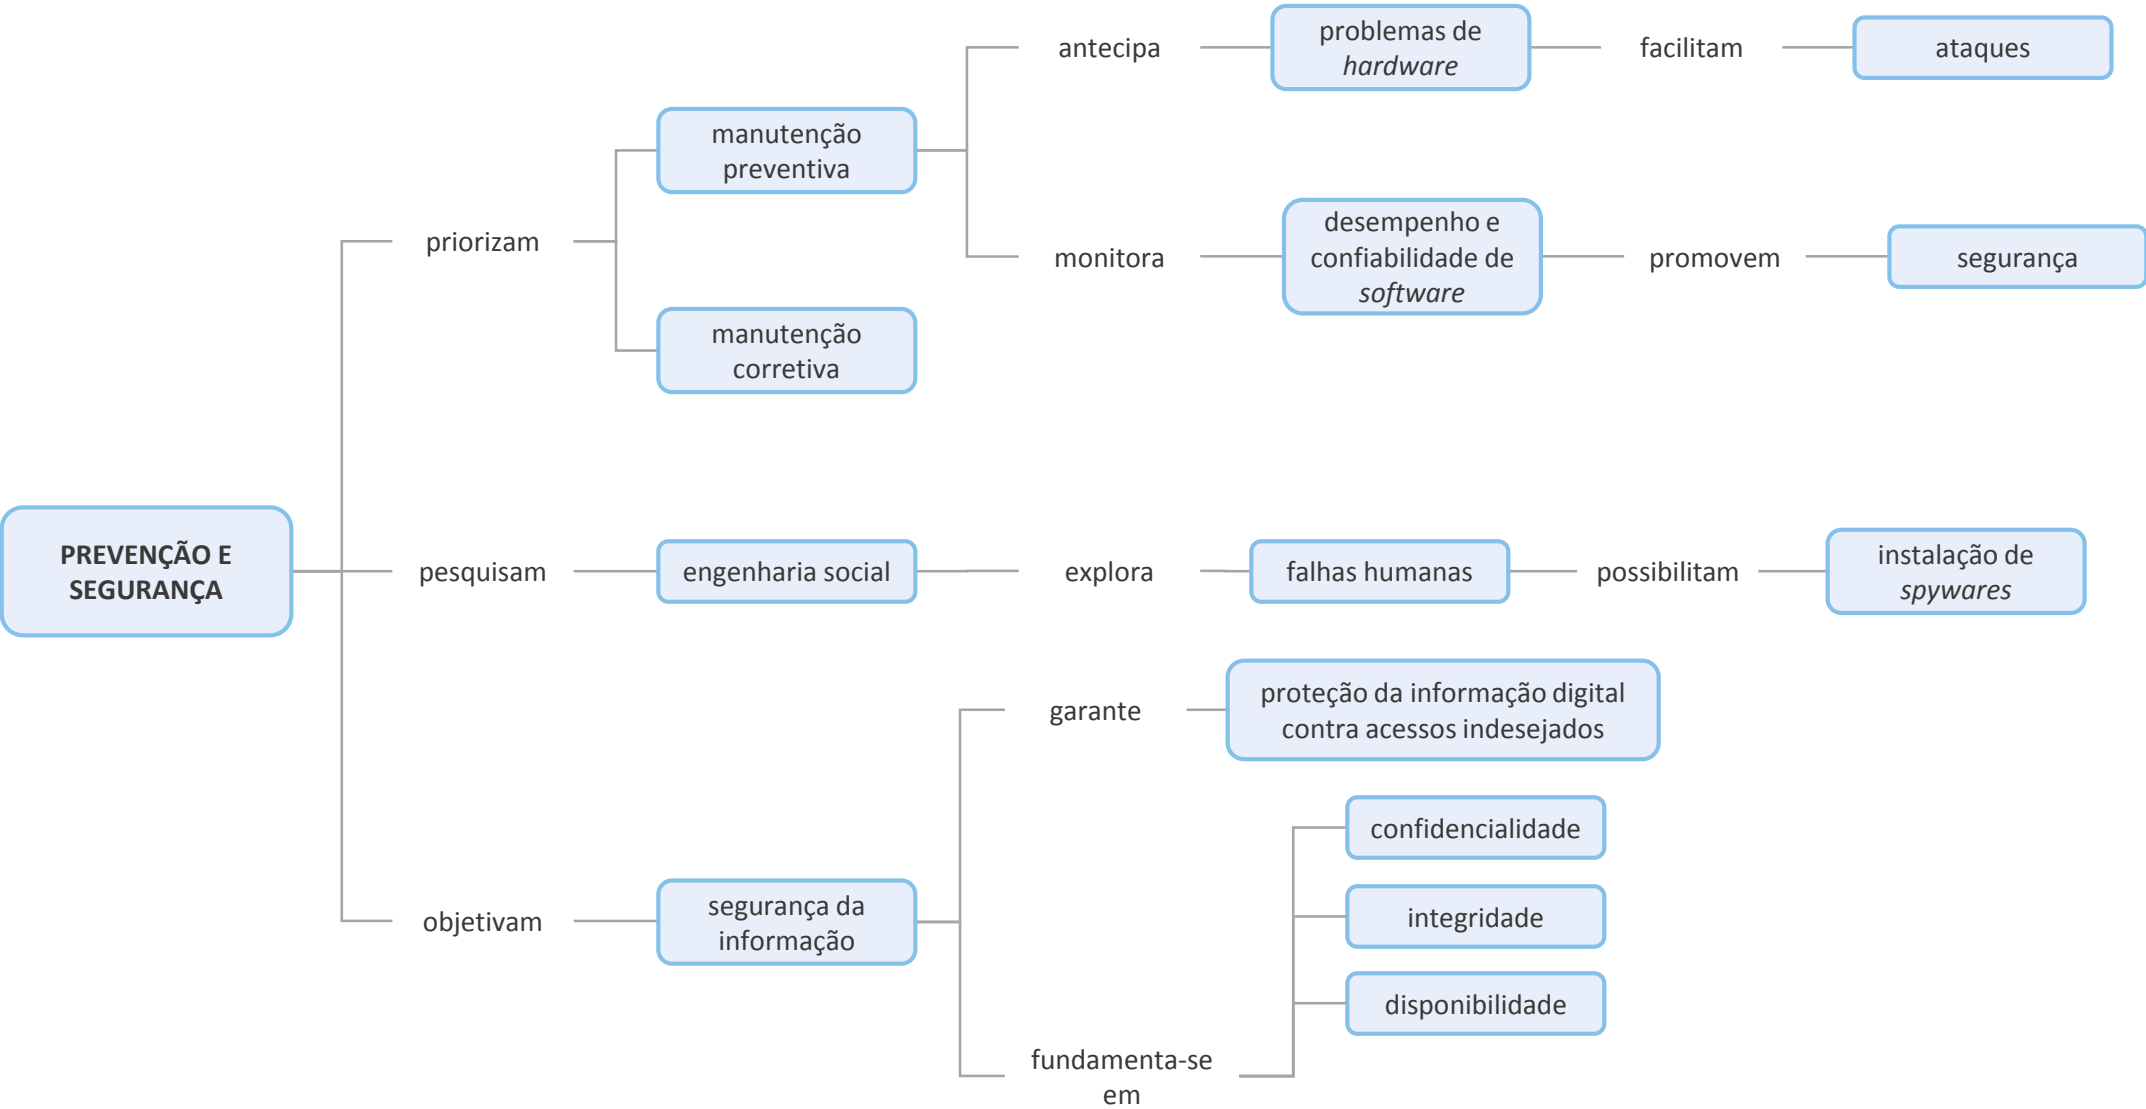 antecipa
problemas de
hardware
facilitam
ataques
manutenção
preventiva
priorizam
monitora
desempenho e
confiabilidade de
software
promovem
segurança
manutenção
corretiva
PREVENÇÃO E
SEGURANÇA
pesquisam
engenharia social
explora
falhas humanas
possibilitam
instalação de
spywares
objetivam
segurança da
informação
garante
proteção da informação digital
contra acessos indesejados
fundamenta-se
em
confidencialidade
integridade
disponibilidade